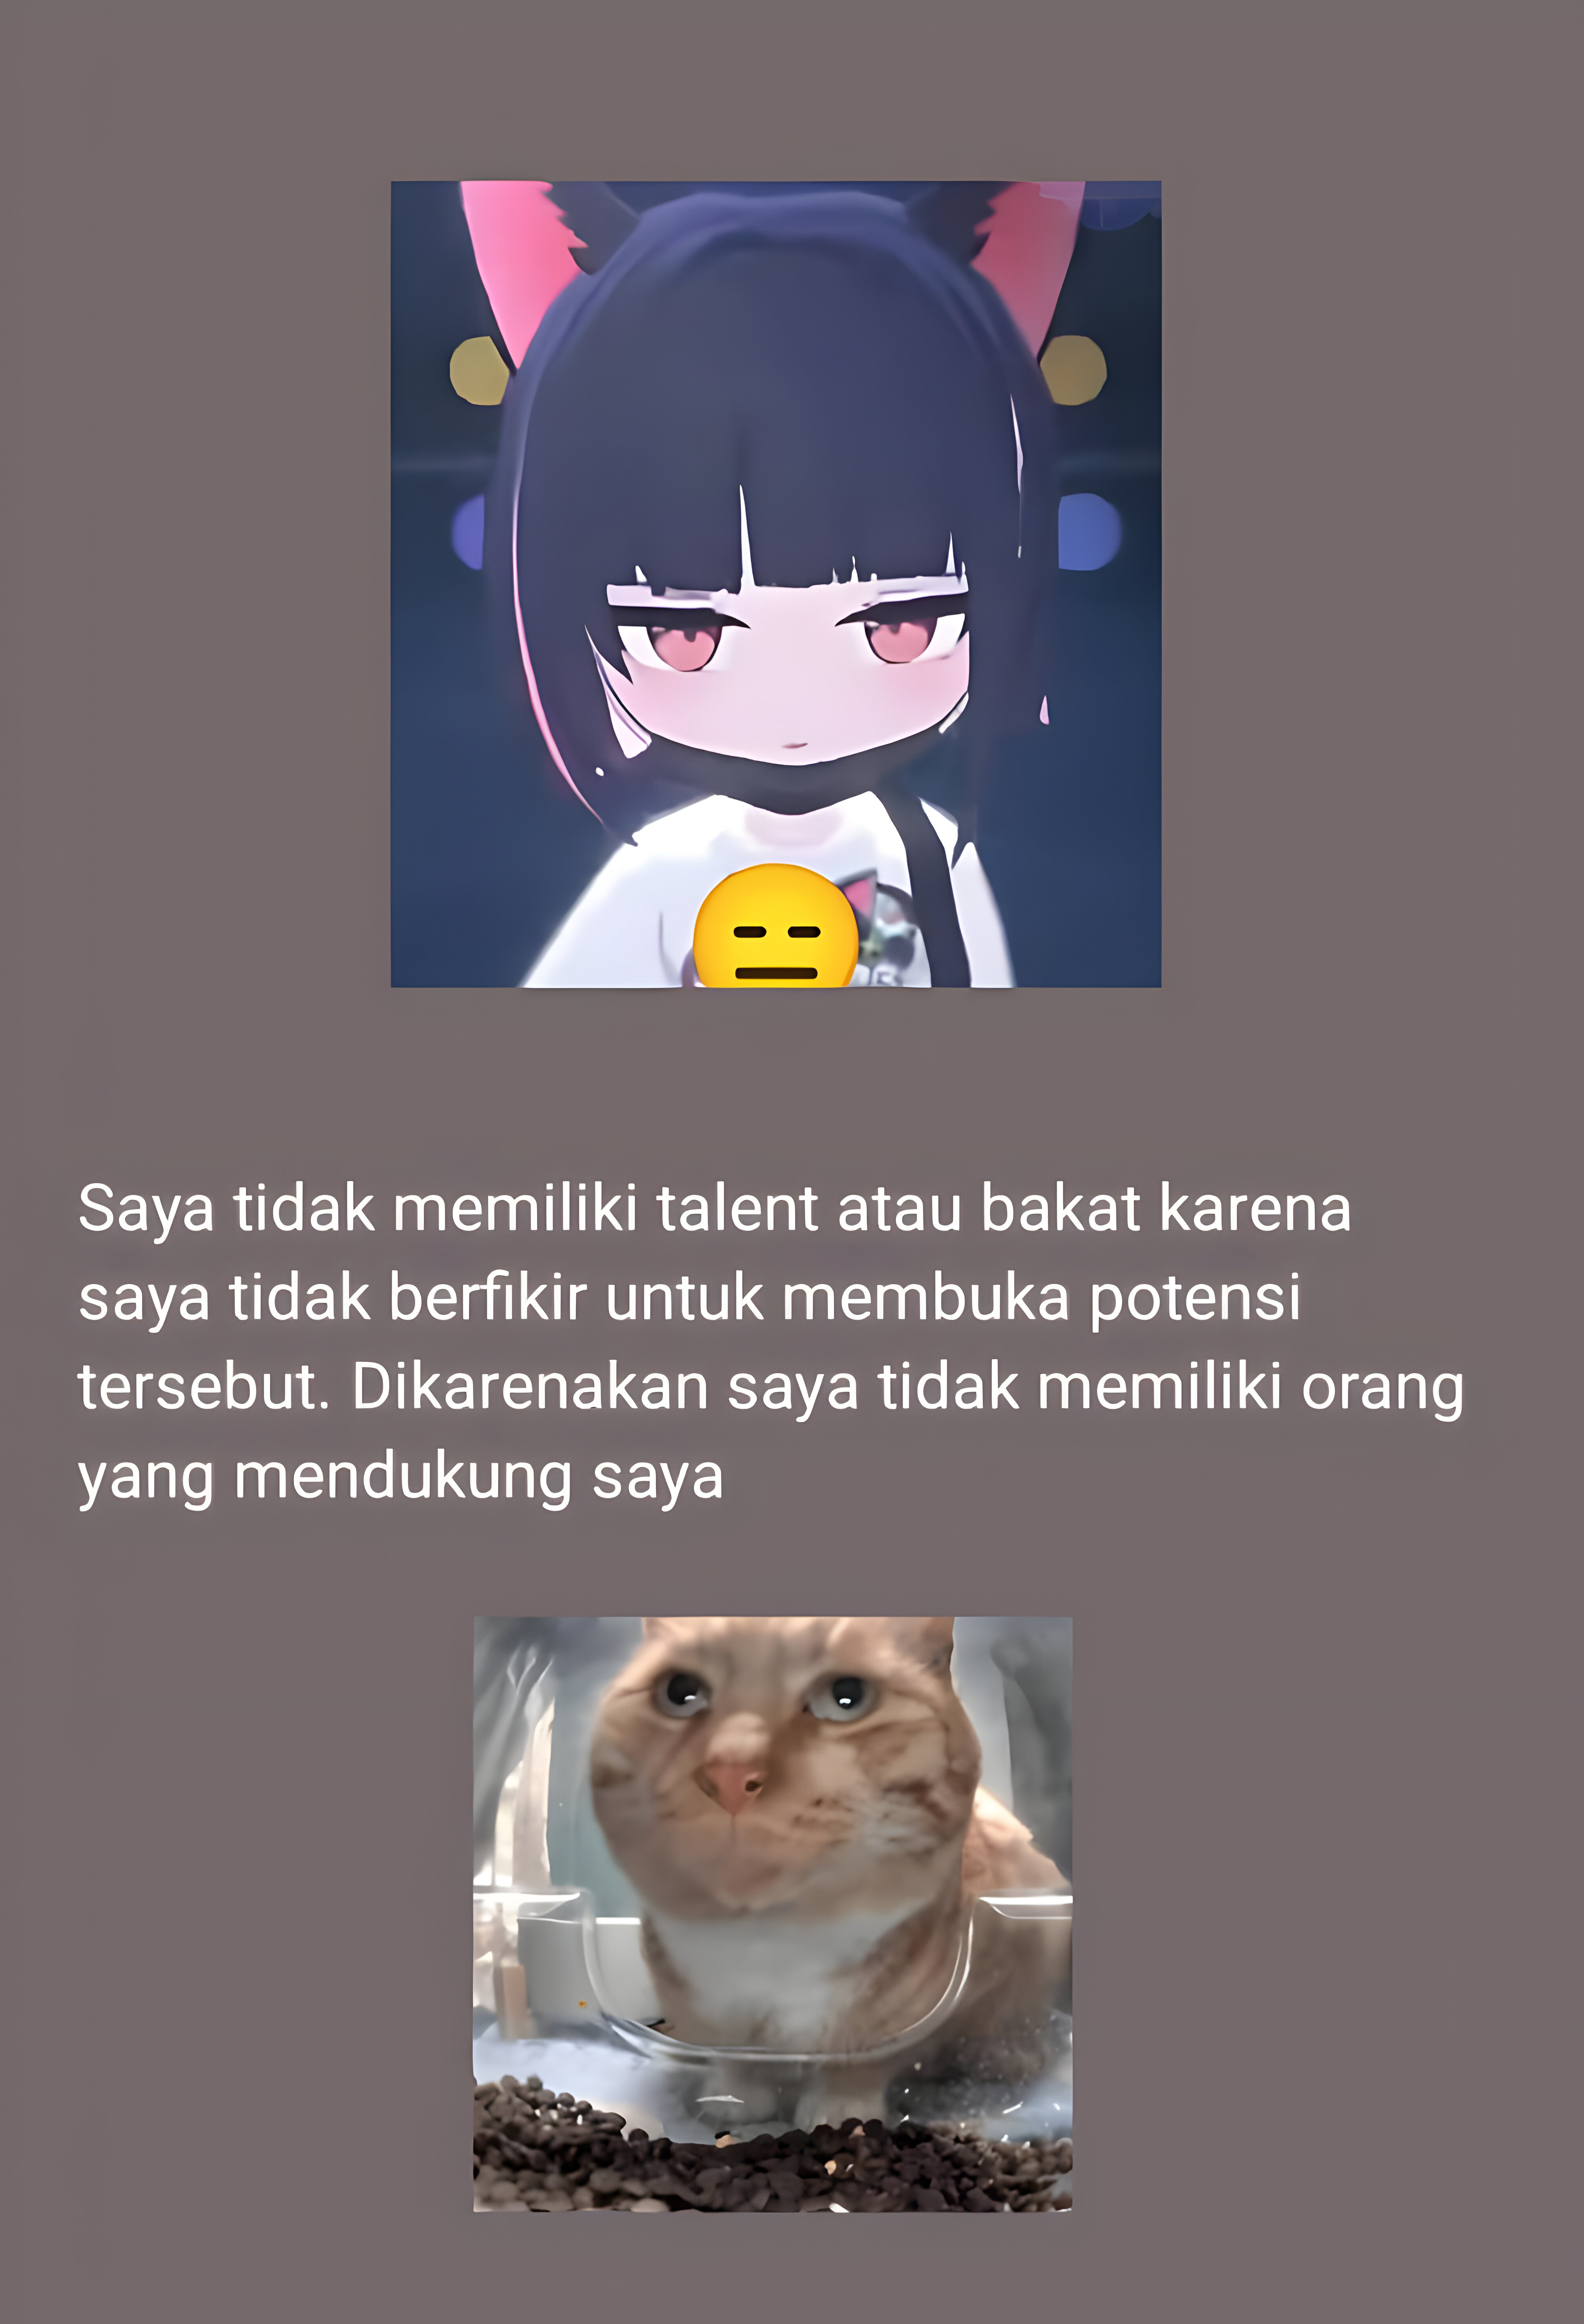 Saya tidak memiliki talent atau bakat karena
saya tidak berfikir untuk membuka potensi
tersebut. Dikarenakan saya tidak memiliki orang
yang mendukung saya